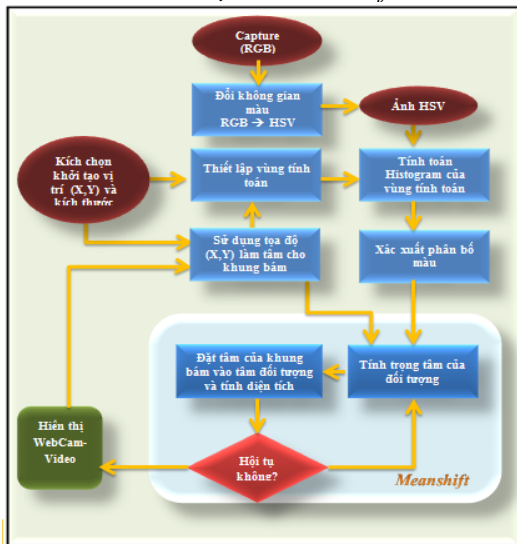 Capture
(RGB)
Đổi không gian
màu
RGB → HSV
Ảnh HSV
Kích chọn
khởi tạo vị
trí (X,Y) và
kích thước
Thiết lập vùng tính
toán
Tính toán
Histogram của
vùng tính toán
Sử dụng tọa độ
(X,Y) làm tâm cho
khung bám
Xác xuất phân bố
màu
Đặt tâm của khung
bám vào tâm đối tượng
và tính diện tích
Tính trọng tâm của
đối tượng
Hiển thị
WebCam-
Video
Hội tụ
không?
Meanshift